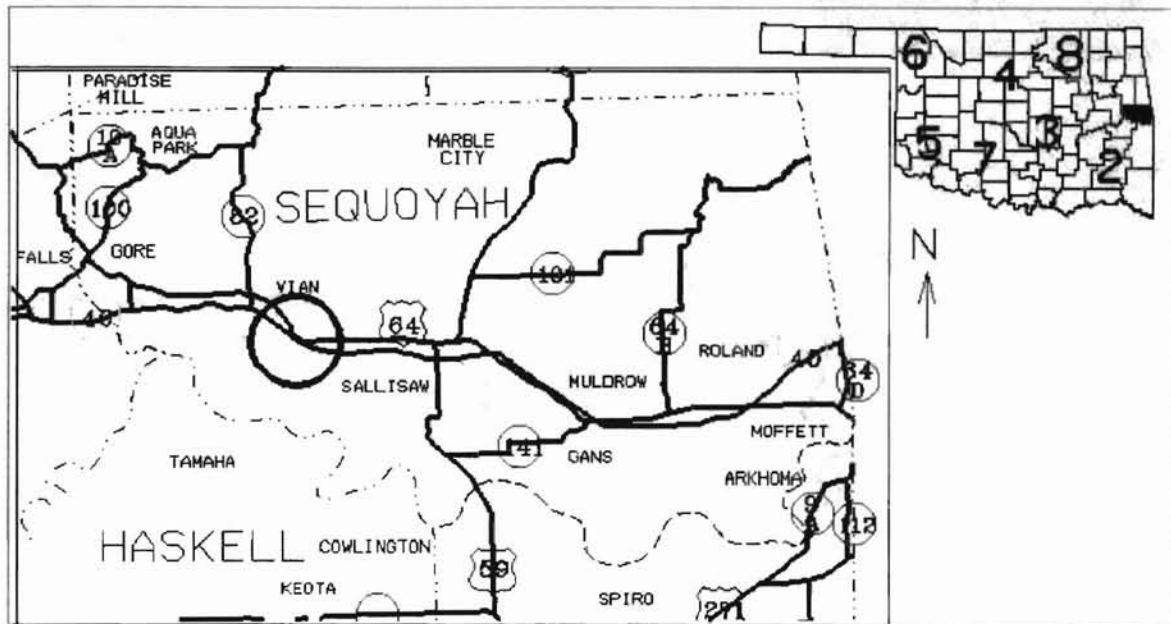 PARADISE
HILL
10
A
AQUA
PARK
MARBLE
CITY
100
82
SEQUOYAH
FALLS
GORE
101
VIAN
40
64
64
ROLAND
40
64
D
SALLISAW
MULDROW
MOFFETT
141
GANS
TAMAHA
ARKHOMA
9
A
112
HASKELL
COWLINGTON
59
KEOTA
SPIRO
271
6
8
4
3
5
7
2
N